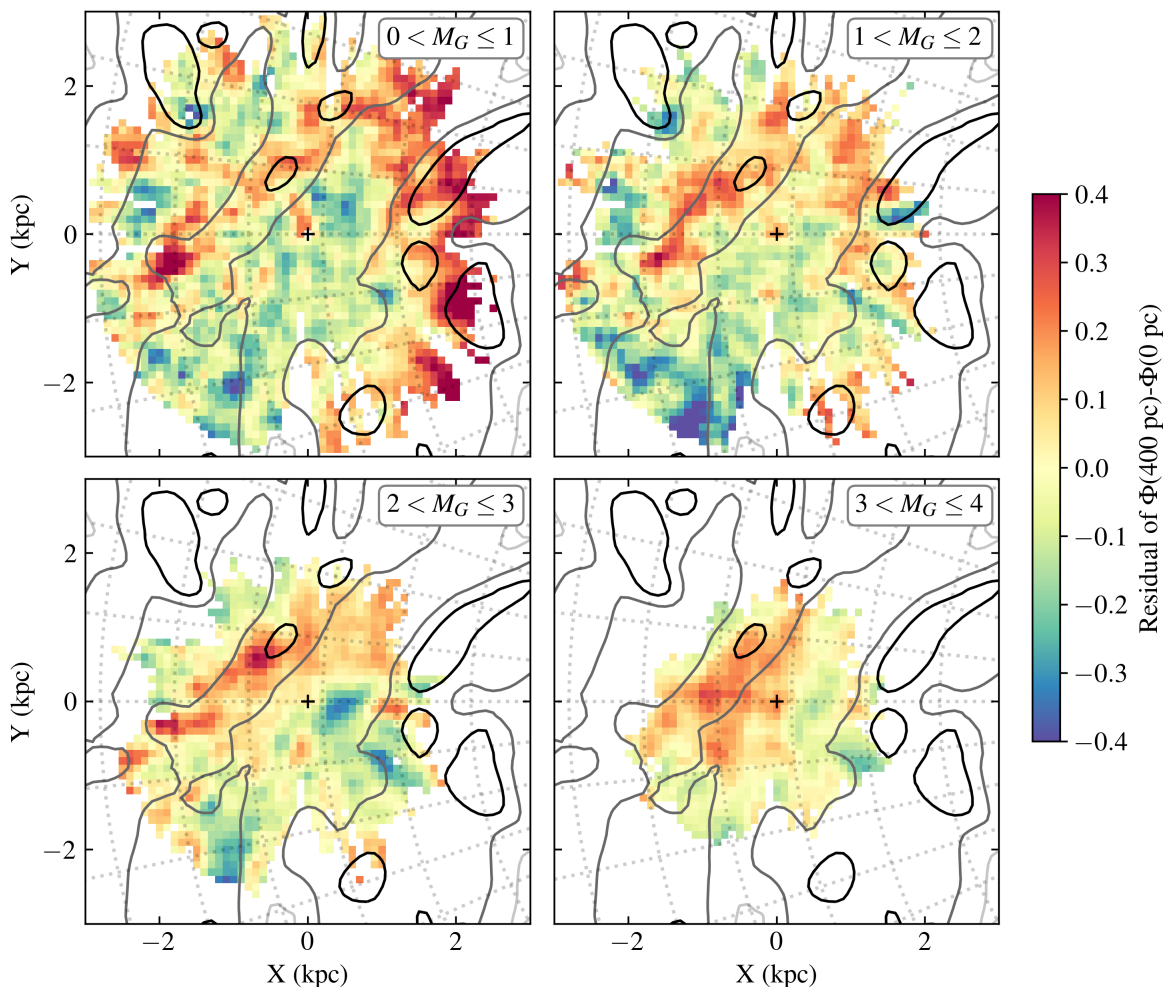 0 < M_G ≤ 1
1 < M_G ≤ 2
Y (kpc)
2
0
−2
2 < M_G ≤ 3
3 < M_G ≤ 4
Y (kpc)
2
0
−2
−2 0 2
X (kpc)
−2 0 2
X (kpc)
0.4
0.3
0.2
0.1
0.0
−0.1
−0.2
−0.3
−0.4
Residual of Φ(400 pc)-Φ(0 pc)